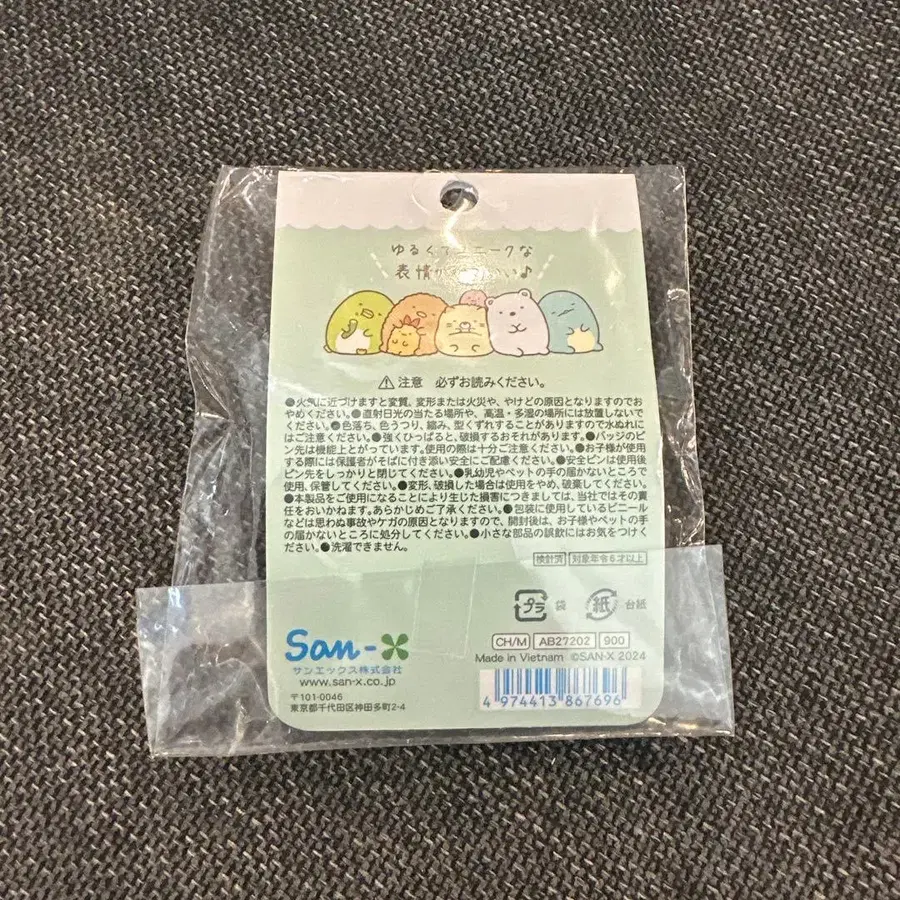 ゆるくてユニークな
表情がかわいい♪
⚠注意 必ずお読みください。
●火気に近づけますと変質、変形または火災や、やけどの原因となりますのでお
やめください。●直射日光の当たる場所や、高温・多湿の場所には放置しないで
ください。●色落ち、色うつり、縮み、型くずれすることがありますので水ぬれに
はご注意ください。●強くひっぱると、破損するおそれがあります。●バッジのピ
ン先は機能上とがっています。使用の際は十分ご注意ください。●お子様が使用
する際には保護者がそばに付き添い安全にご配慮ください。●安全ピンは使用後
ピン先をしっかりと閉じてください。●乳幼児やペットの手の届かないところで
使用、保管してください。●変形、破損した場合は使用をやめ、破棄してください。
●本製品をご使用になることにより生じた損害につきましては、当社ではその責
任をおいかねます。あらかじめご了承ください。●包装に使用しているビニール
などは思わぬ事故やケガの原因となりますので、開封後は、お子様やペットの手
の届かないところに処分してください。●小さな部品の誤飲にはお気をつけく
ださい。●洗濯できません。
検針済 対象年令6才以上
プラ 袋 紙 台紙
San-X
サンエックス株式会社
www.san-x.co.jp
〒101-0046
東京都千代田区神田多町2-4
CH/M AB27202 900
Made in Vietnam ©SAN-X 2024
4 974413 867696